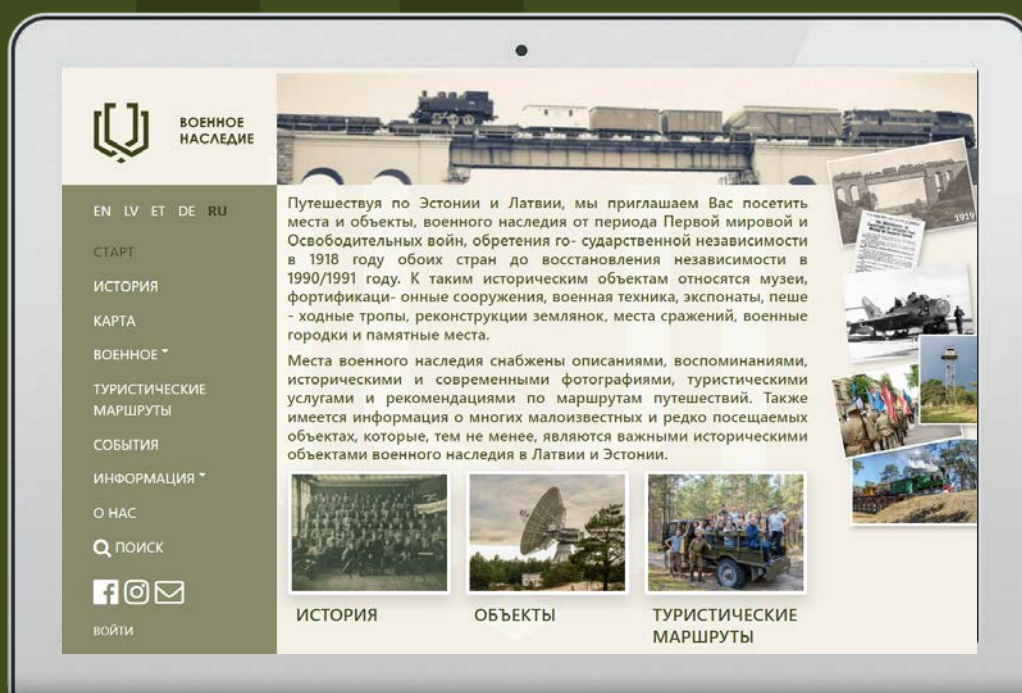 ВОЕННОЕ
НАСЛЕДИЕ
EN LV ET DE RU
СТАРТ
ИСТОРИЯ
КАРТА
ВОЕННОЕ
ТУРИСТИЧЕСКИЕ
МАРШРУТЫ
СОБЫТИЯ
ИНФОРМАЦИЯ
О НАС
ПОИСК
ВОЙТИ
Путешествуя по Эстонии и Латвии, мы приглашаем Вас посетить
места и объекты, военного наследия от периода Первой мировой и
Освободительных войн, обретения го- сударственной независимости
в 1918 году обоих стран до восстановления независимости в
1990/1991 году. К таким историческим объектам относятся музеи,
фортификаци- онные сооружения, военная техника, экспонаты, пеше
- ходные тропы, реконструкции землянок, места сражений, военные
городки и памятные места.
Места военного наследия снабжены описаниями, воспоминаниями,
историческими и современными фотографиями, туристическими
услугами и рекомендациями по маршрутам путешествий. Также
имеется информация о многих малоизвестных и редко посещаемых
объектах, которые, тем не менее, являются важными историческими
объектами военного наследия в Латвии и Эстонии.
1919
29
ИСТОРИЯ
ОБЪЕКТЫ
ТУРИСТИЧЕСКИЕ
МАРШРУТЫ